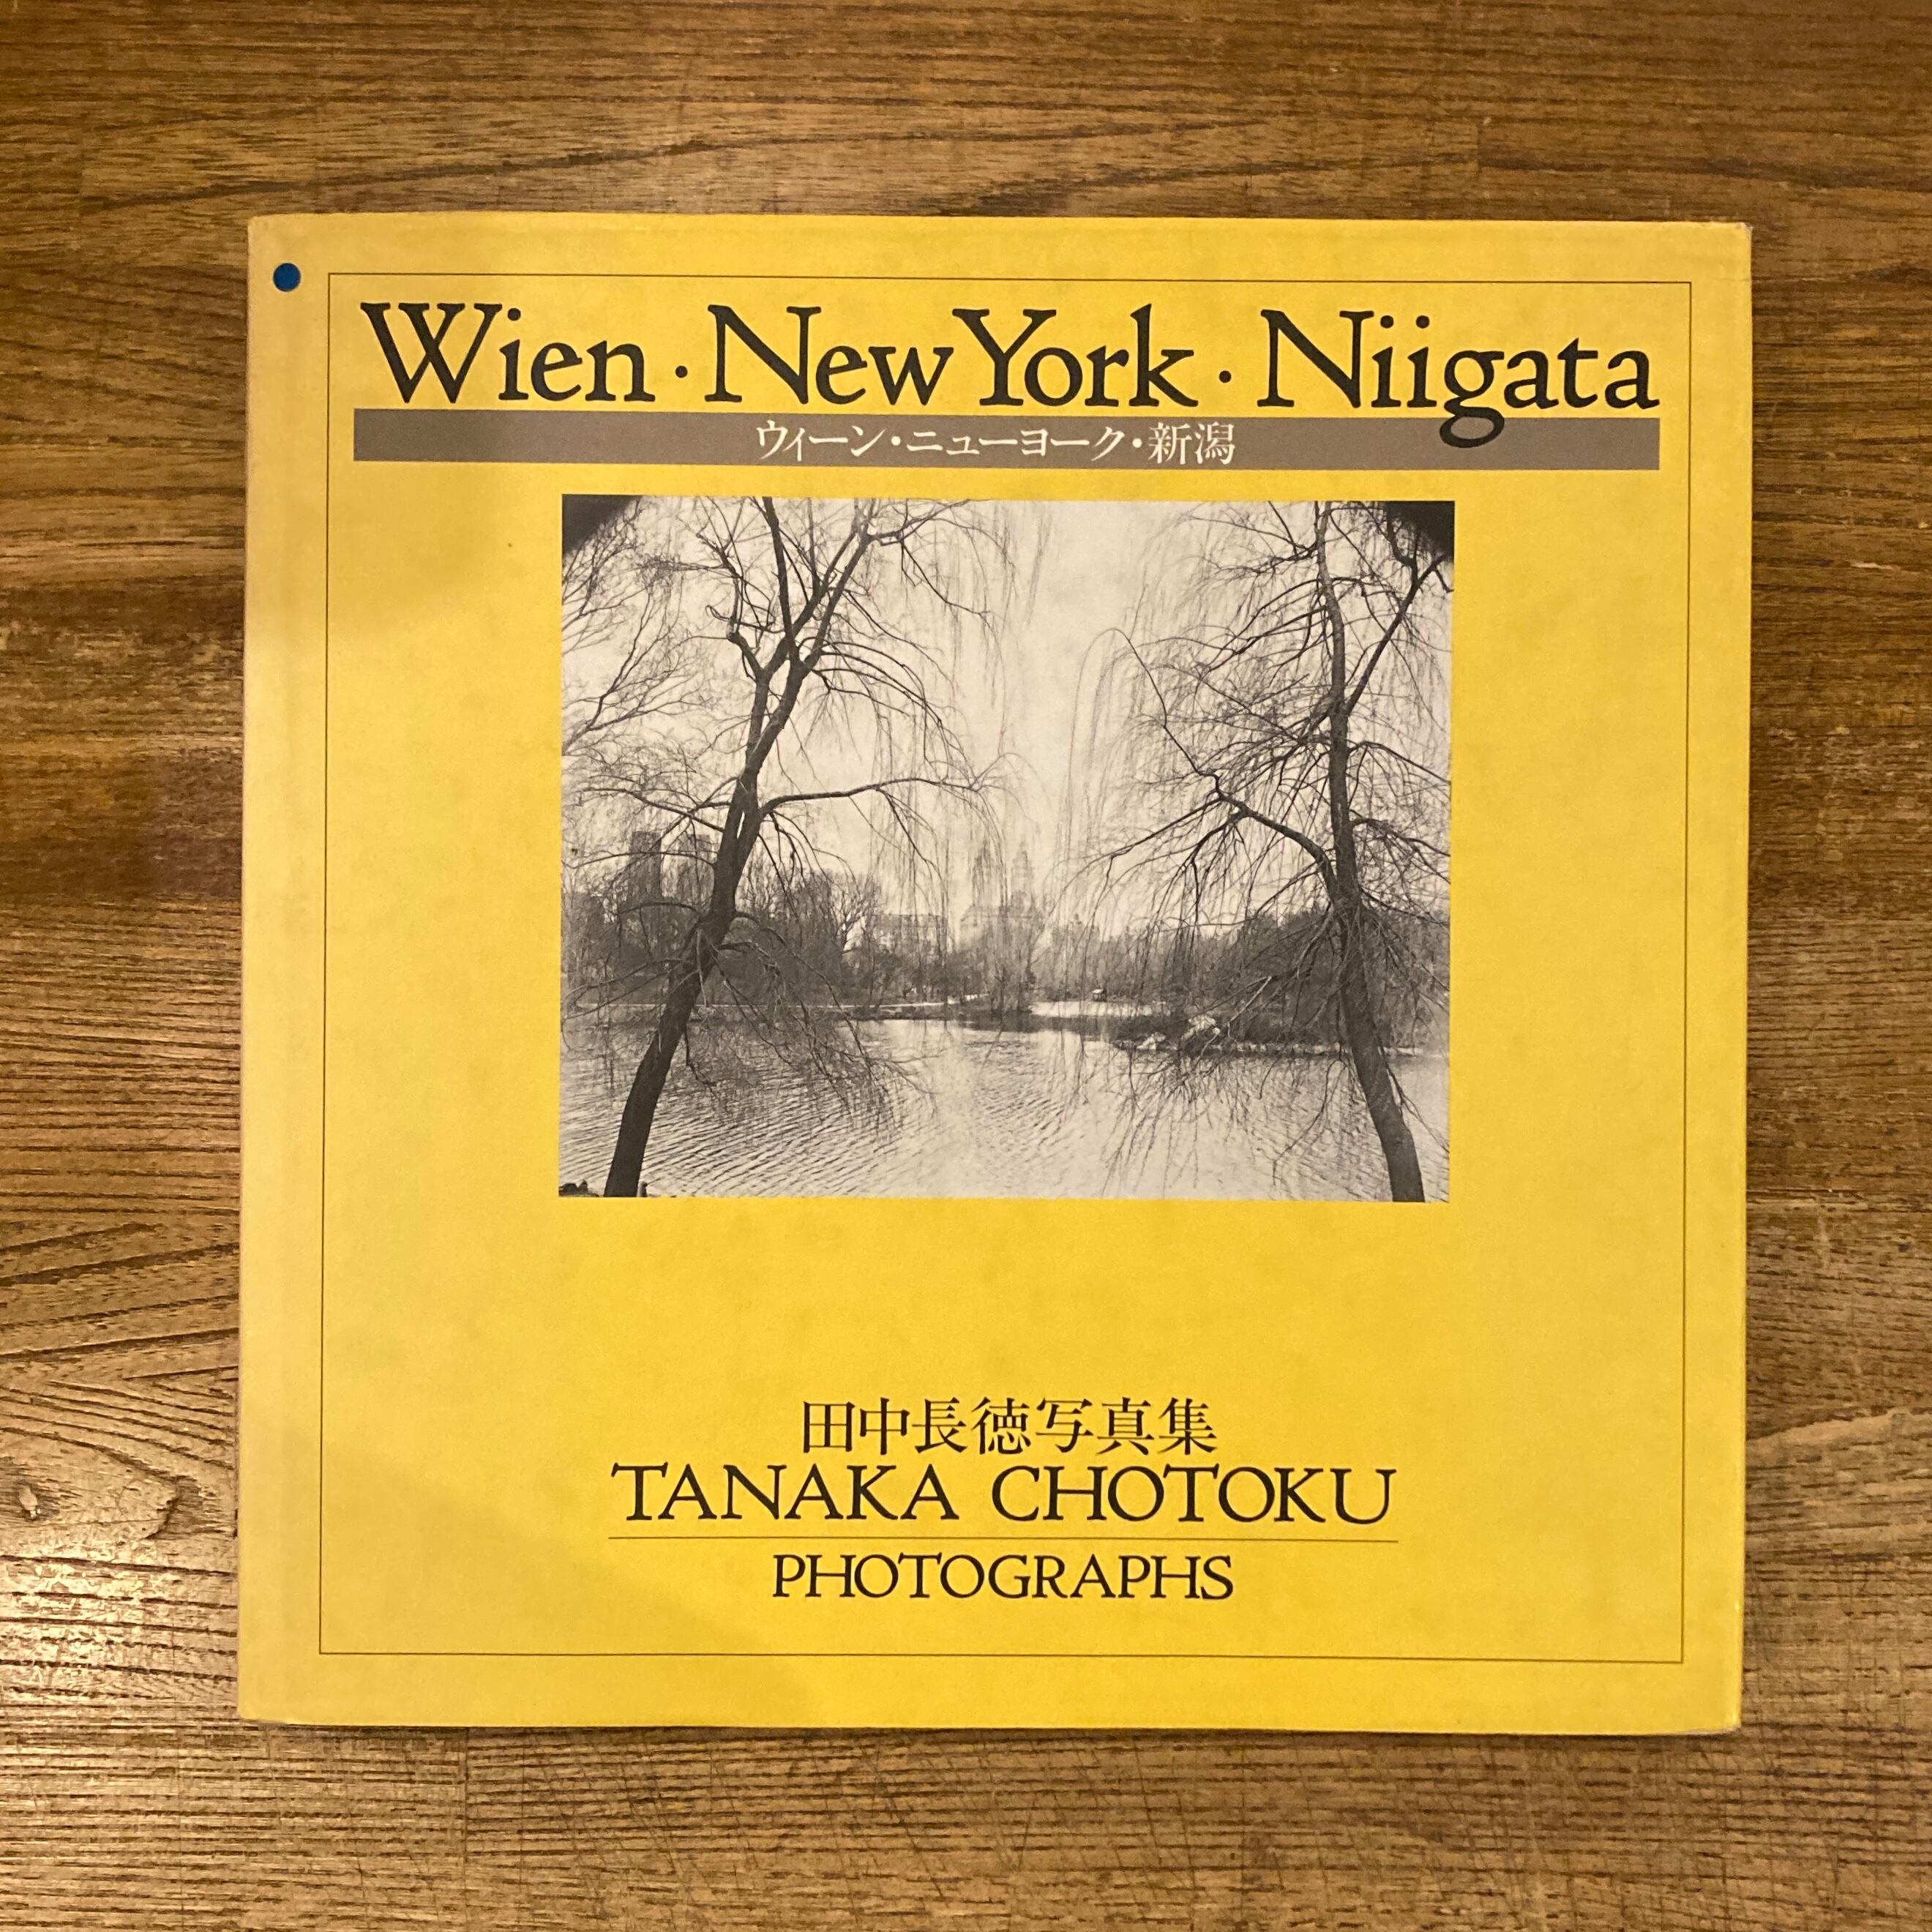 Wien・New York・Niigata
ウィーン・ニューヨーク・新潟
田中長徳写真集
TANAKA CHOTOKU
PHOTOGRAPHS